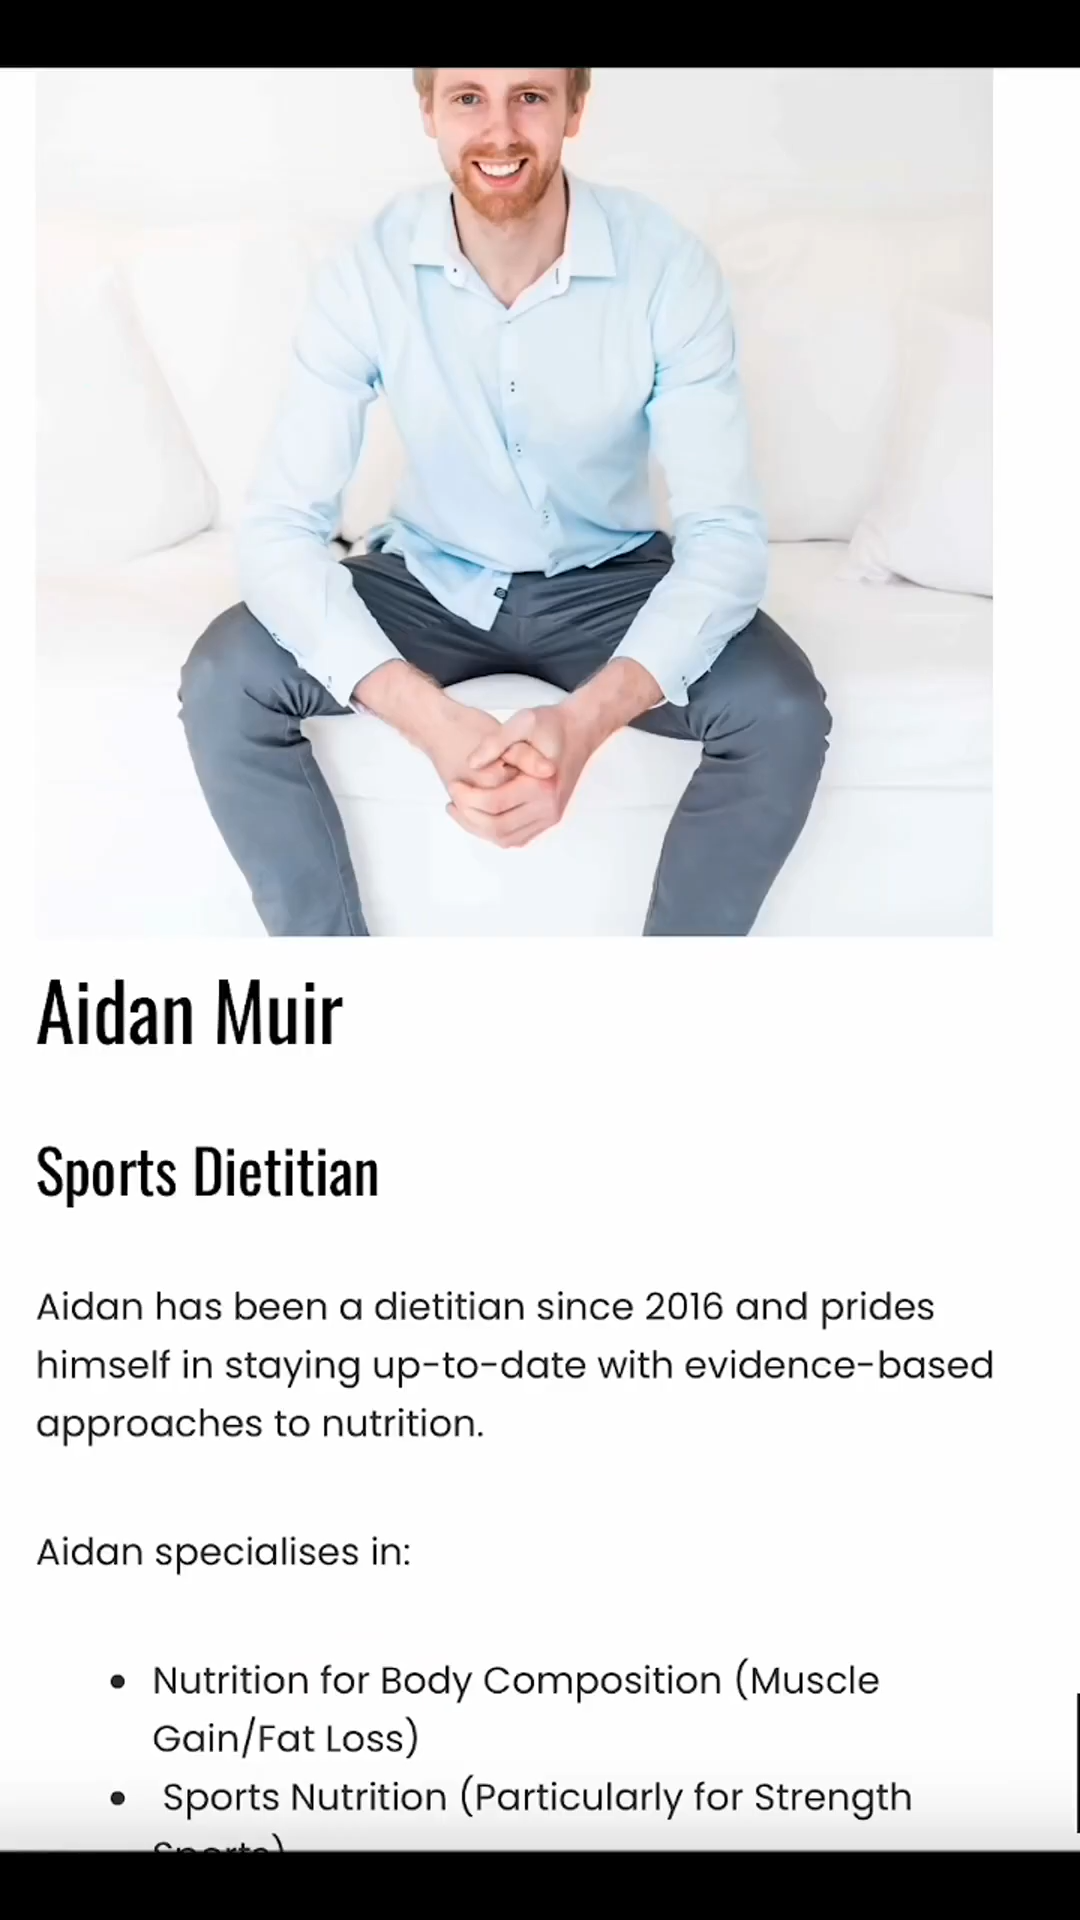 Aidan Muir
Sports Dietitian
Aidan has been a dietitian since 2016 and prides
himself in staying up-to-date with evidence-based
approaches to nutrition.
Aidan specialises in:
• Nutrition for Body Composition (Muscle
Gain/Fat Loss)
• Sports Nutrition (Particularly for Strength
Sports)